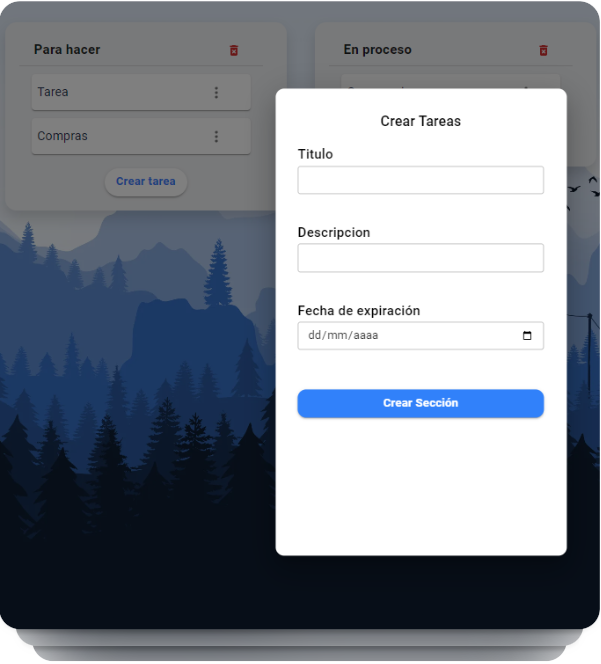 Para hacer
En proceso
Tarea
Compras
Crear tarea
Crear Tareas
Titulo
Descripcion
Fecha de expiración
dd/mm/aaaa
Crear Sección